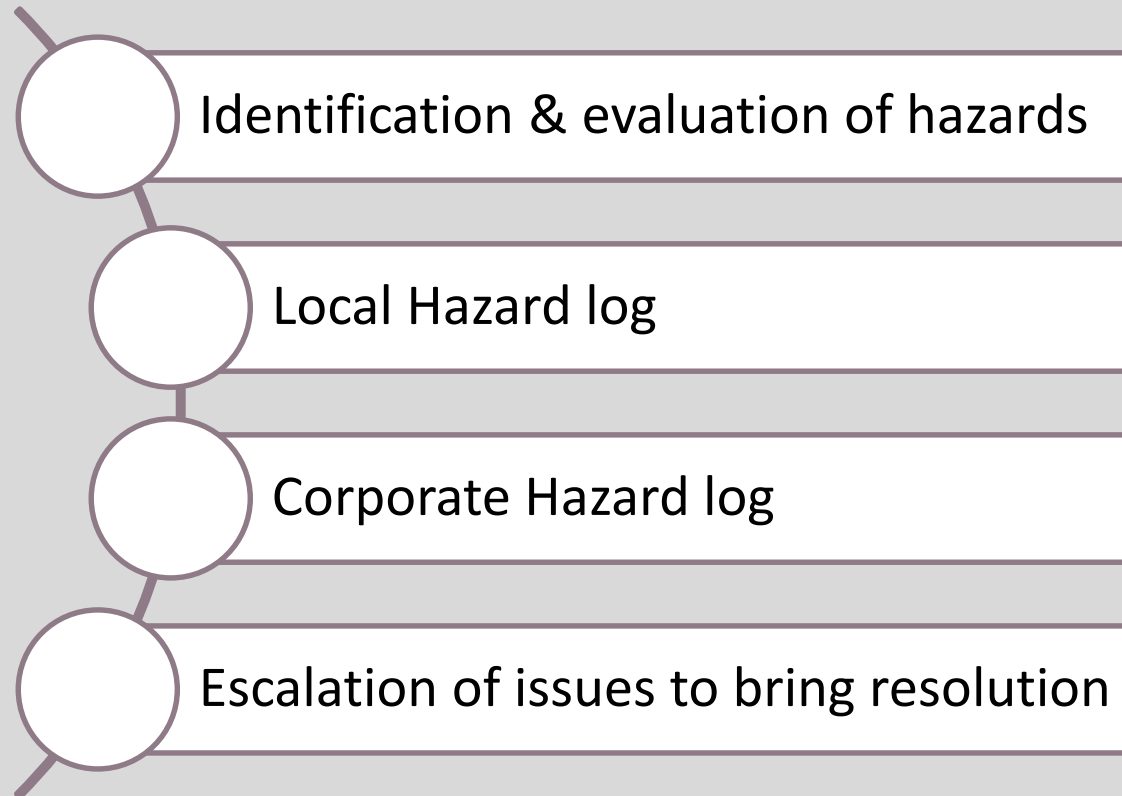 Identification & evaluation of hazards
Local Hazard log
Corporate Hazard log
Escalation of issues to bring resolution